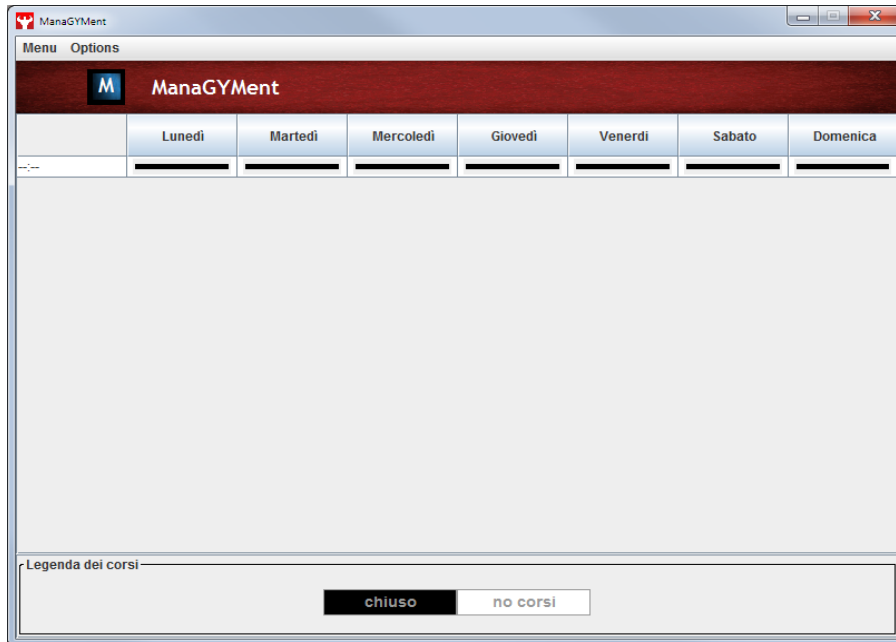 ManaGYMent
Menu Options
M ManaGYMent
Lunedì Martedì Mercoledì Giovedì Venerdì Sabato Domenica
--:--
Legenda dei corsi
chiuso no corsi